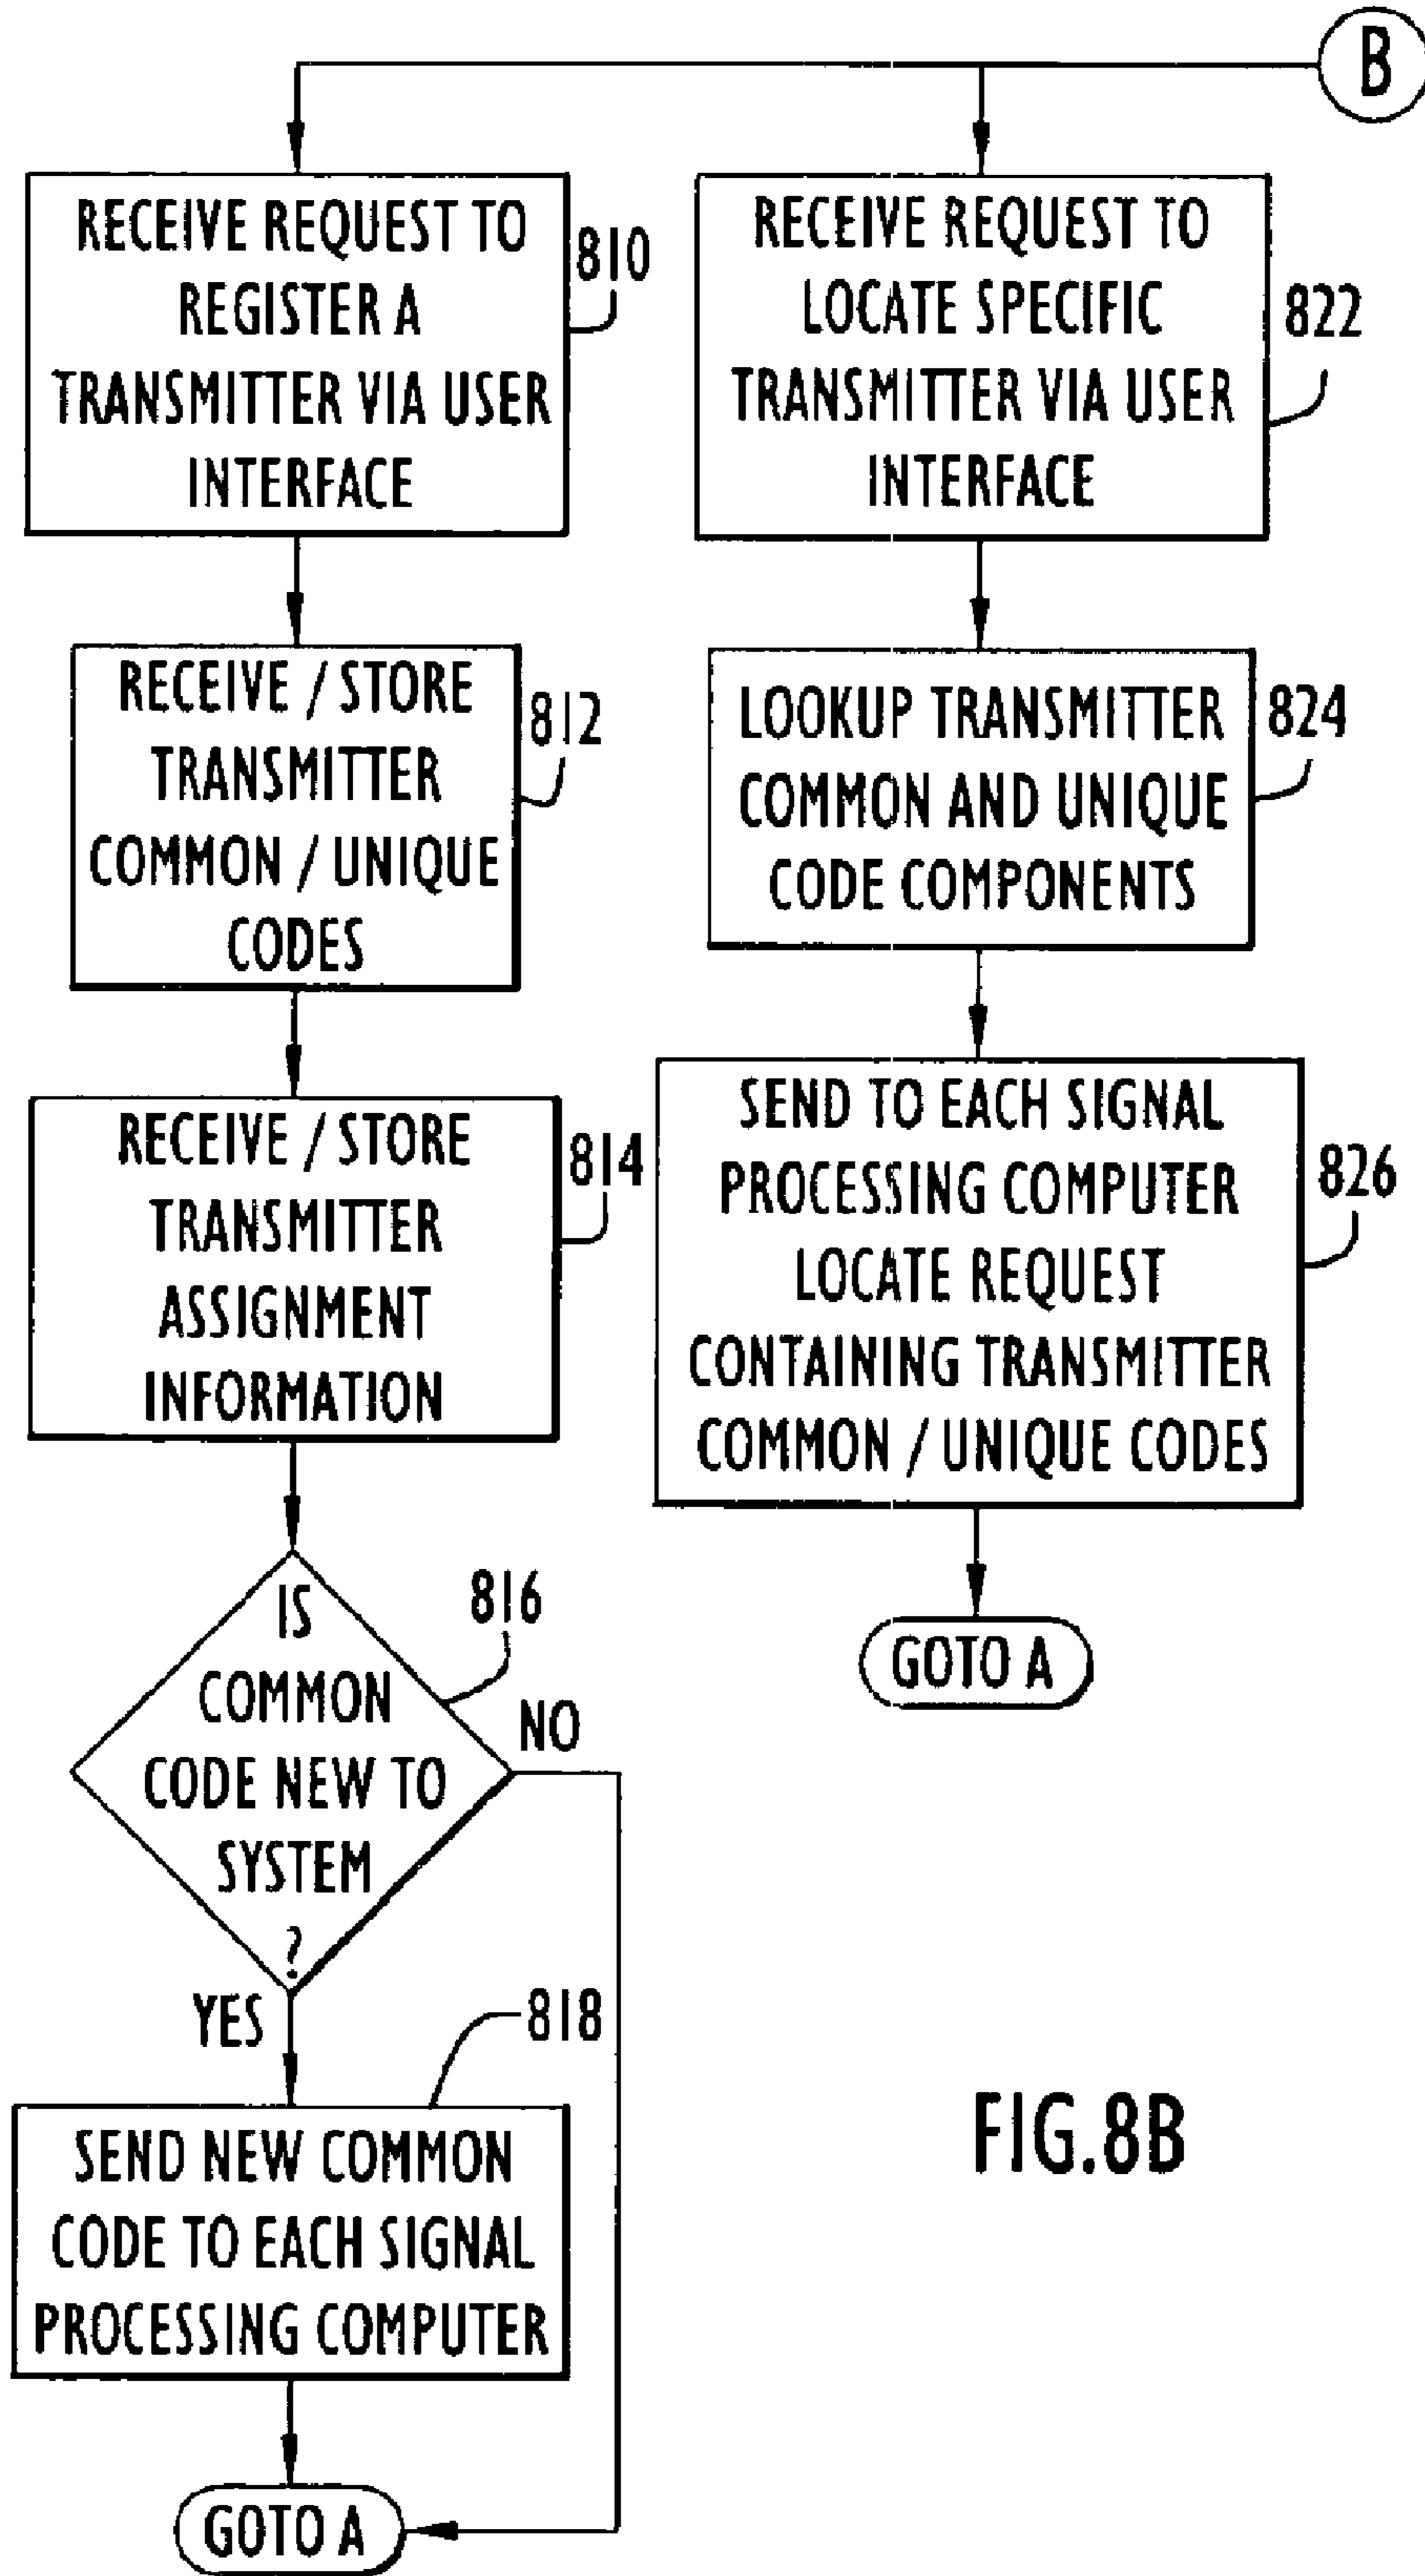 B
RECEIVE REQUEST TO
REGISTER A
TRANSMITTER VIA USER
INTERFACE
810
RECEIVE / STORE
TRANSMITTER
COMMON / UNIQUE
CODES
812
RECEIVE / STORE
TRANSMITTER
ASSIGNMENT
INFORMATION
814
IS
COMMON
CODE NEW TO
SYSTEM
?
816
NO
YES
818
SEND NEW COMMON
CODE TO EACH SIGNAL
PROCESSING COMPUTER
GOTO A
RECEIVE REQUEST TO
LOCATE SPECIFIC
TRANSMITTER VIA USER
INTERFACE
822
LOOKUP TRANSMITTER
COMMON AND UNIQUE
CODE COMPONENTS
824
SEND TO EACH SIGNAL
PROCESSING COMPUTER
LOCATE REQUEST
CONTAINING TRANSMITTER
COMMON / UNIQUE CODES
826
GOTO A
FIG.8B